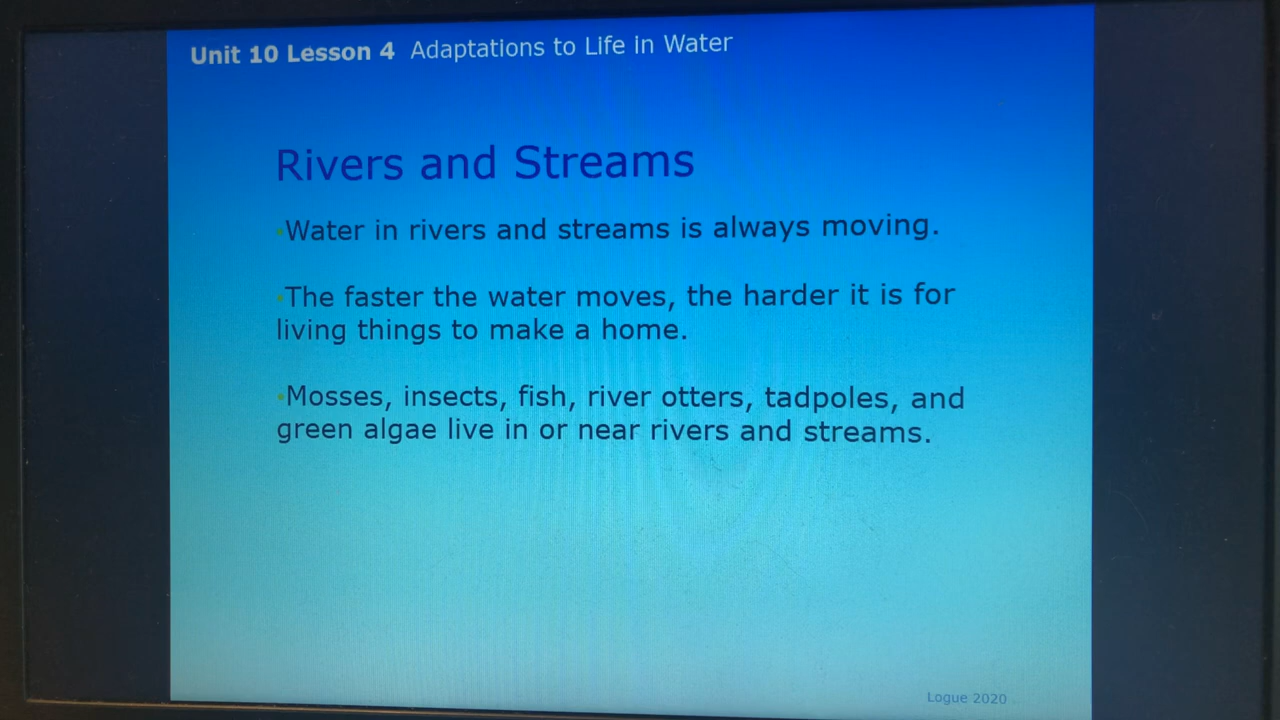 Unit 10 Lesson 4 Adaptations to Life in Water
Rivers and Streams
•Water in rivers and streams is always moving.
•The faster the water moves, the harder it is for
living things to make a home.
•Mosses, insects, fish, river otters, tadpoles, and
green algae live in or near rivers and streams.
Logue 2020